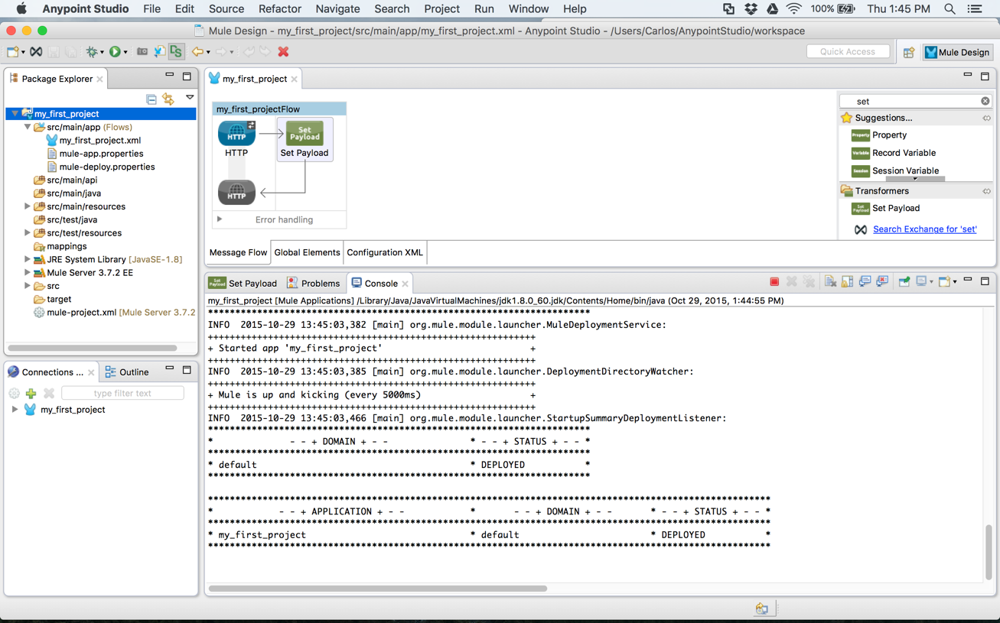 Anypoint Studio File Edit Source Refactor Navigate Search Project Run Window Help 100% Thu 1:45 PM
Mule Design - my_first_project/src/main/app/my_first_project.xml - Anypoint Studio - /Users/Carlos/AnypointStudio/workspace
DS Quick Access Mule Design
Package Explorer
my_first_project
src/main/app (Flows)
my_first_project.xml
mule-app.properties
mule-deploy.properties
src/main/api
src/main/java
src/main/resources
src/test/java
src/test/resources
mappings
JRE System Library [JavaSE-1.8]
Mule Server 3.7.2 EE
src
target
mule-project.xml [Mule Server 3.7.2
Connections ... Outline
type filter text
my_first_project
my_first_project
my_first_projectFlow
HTTP
Set
Payload
HTTP
Set Payload
HTTP
Error handling
Message Flow Global Elements Configuration XML
set
Suggestions...
Property Property
Variable Record Variable
Session Session Variable
Transformers
Set
Payload
Set Payload
Search Exchange for 'set'
Set
Payload
Set Payload Problems Console
my_first_project [Mule Applications] /Library/Java/JavaVirtualMachines/jdk1.8.0_60.jdk/Contents/Home/bin/java (Oct 29, 2015, 1:44:55 PM)
**********************************************************************
INFO 2015-10-29 13:45:03,382 [main] org.mule.module.launcher.MuleDeploymentService:
++++++++++++++++++++++++++++++++++++++++++++++++++++++++++++
+ Started app 'my_first_project' +
++++++++++++++++++++++++++++++++++++++++++++++++++++++++++++
INFO 2015-10-29 13:45:03,385 [main] org.mule.module.launcher.DeploymentDirectoryWatcher:
++++++++++++++++++++++++++++++++++++++++++++++++++++++++++++
+ Mule is up and kicking (every 5000ms) +
++++++++++++++++++++++++++++++++++++++++++++++++++++++++++++
INFO 2015-10-29 13:45:03,466 [main] org.mule.module.launcher.StartupSummaryDeploymentListener:
**********************************************************************
* - - + DOMAIN + - - * - - + STATUS + - - *
**********************************************************************
* default * DEPLOYED *
**********************************************************************
*******************************************************************************************************
* - - + APPLICATION + - - * - - + DOMAIN + - - * - - + STATUS + - - *
*******************************************************************************************************
* my_first_project * default * DEPLOYED *
*******************************************************************************************************